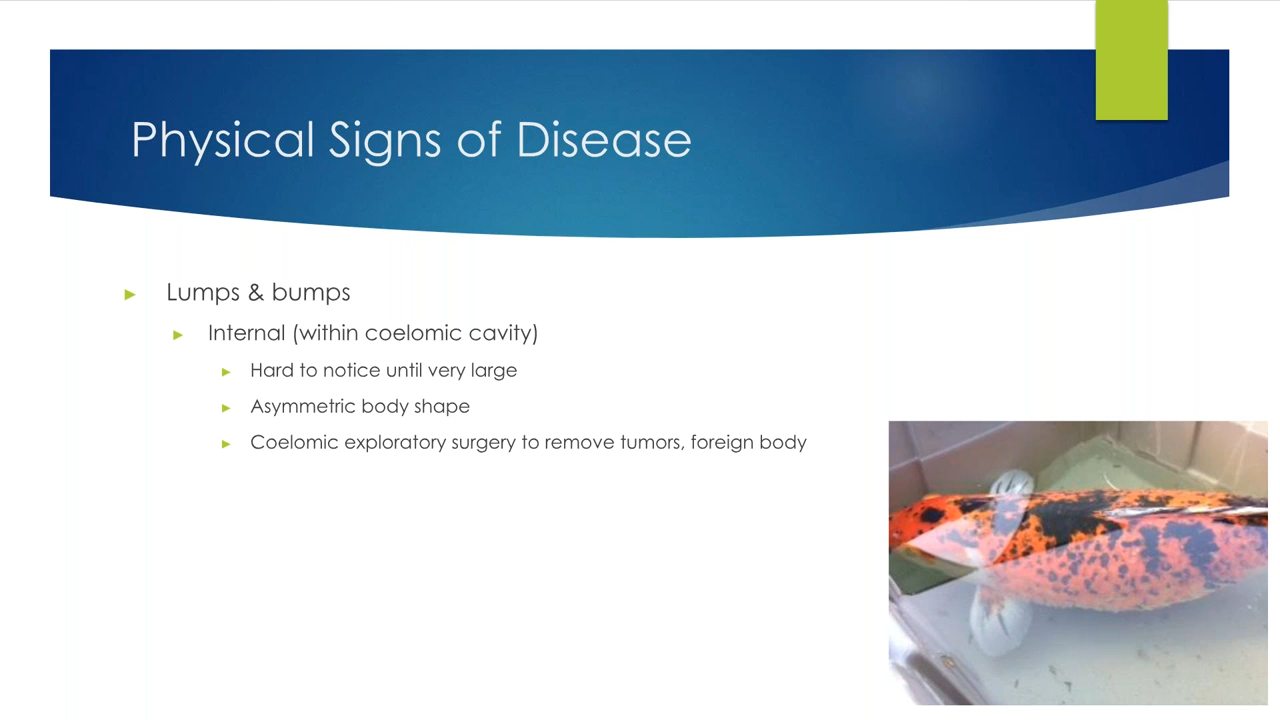 Physical Signs of Disease
Lumps & bumps
Internal (within coelomic cavity)
Hard to notice until very large
Asymmetric body shape
Coelomic exploratory surgery to remove tumors, foreign body